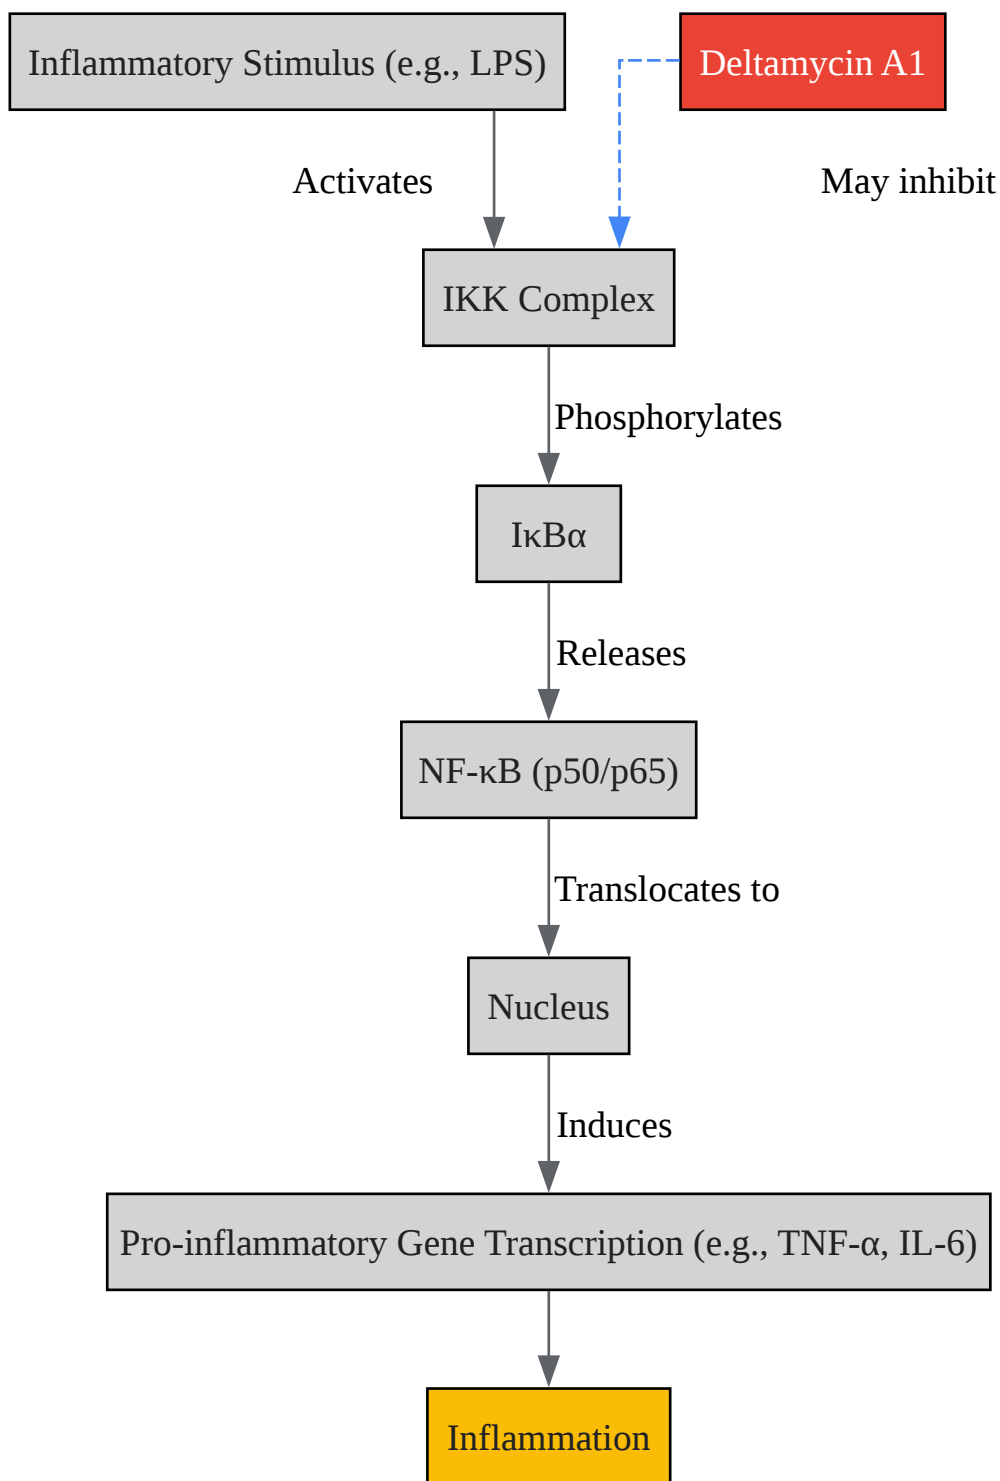 Inflammatory Stimulus (e.g., LPS)
Deltamycin A1
Activates
May inhibit
IKK Complex
Phosphorylates
IκBα
Releases
NF-κB (p50/p65)
Translocates to
Nucleus
Induces
Pro-inflammatory Gene Transcription (e.g., TNF-α, IL-6)
Inflammation